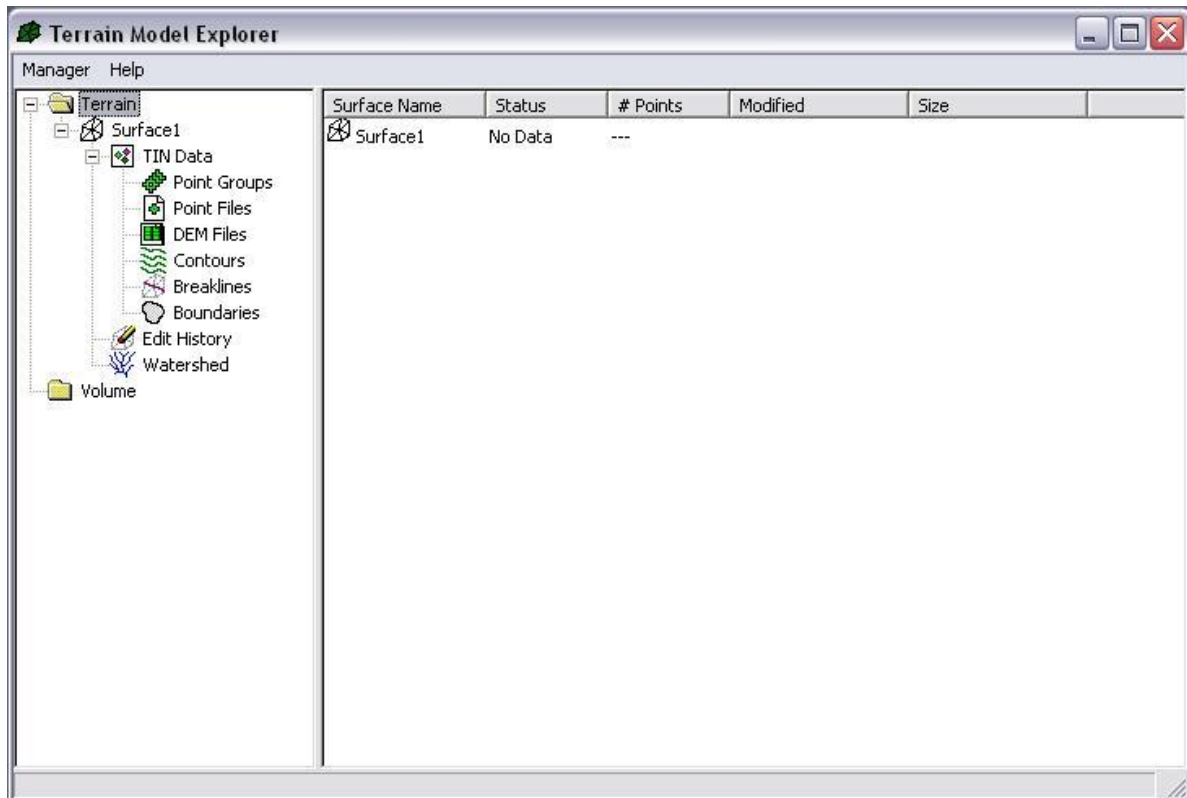 Terrain Model Explorer
Manager Help
Terrain
Surface1
TIN Data
Point Groups
Point Files
DEM Files
Contours
Breaklines
Boundaries
Edit History
Watershed
Volume
Surface Name Status # Points Modified Size
Surface1 No Data ---